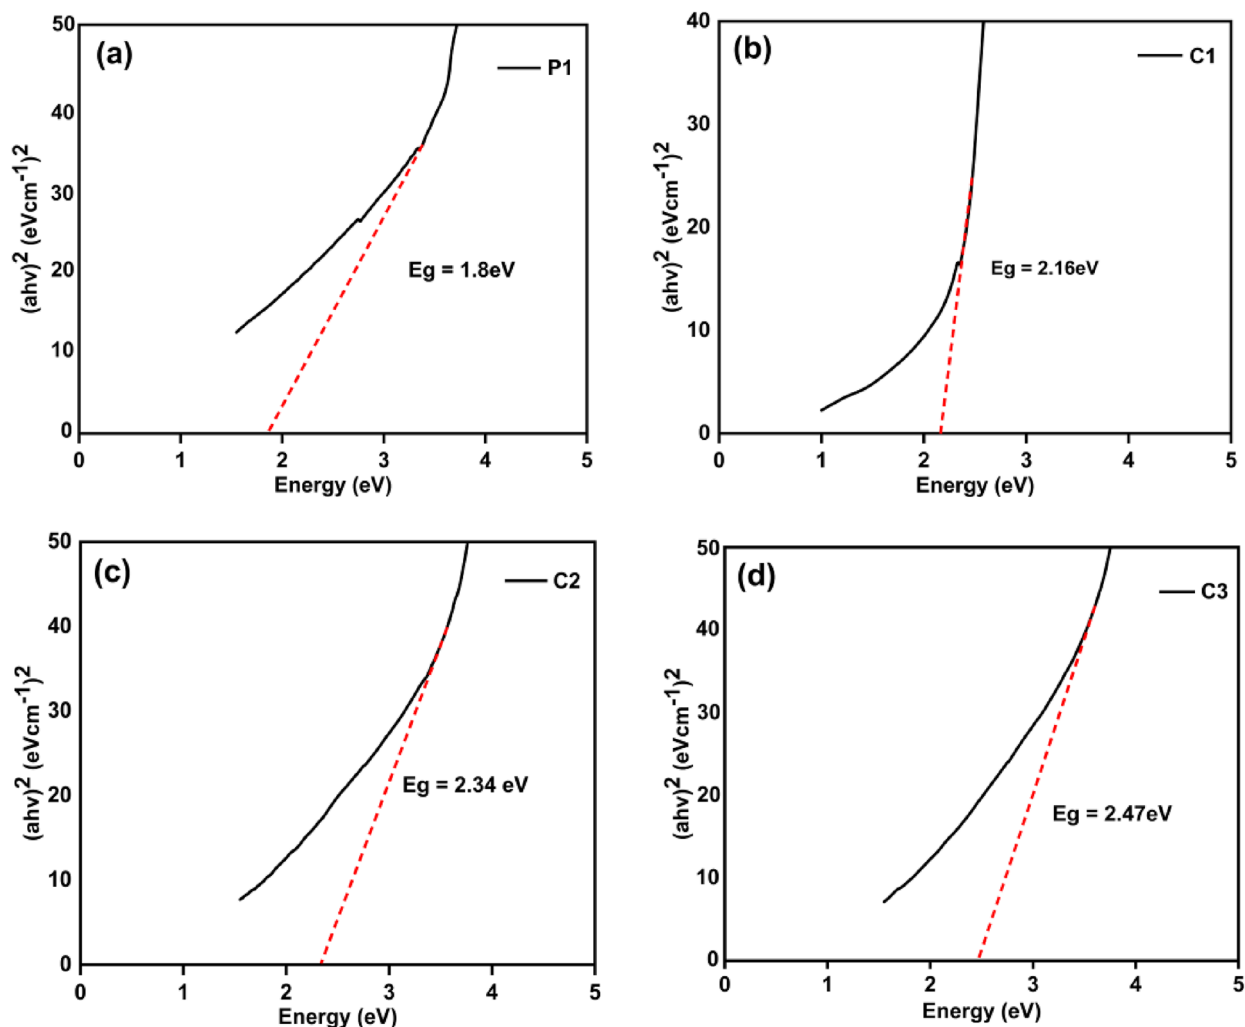 (a)
P1
50
40
30
20
10
0
(ahv)2 (eVcm-1)2
Eg = 1.8eV
0 1 2 3 4 5
Energy (eV)
(b)
C1
40
30
20
10
0
(ahv)2 (eVcm-1)2
Eg = 2.16eV
0 1 2 3 4 5
Energy (eV)
(c)
C2
50
40
30
20
10
0
(ahv)2 (eVcm-1)2
Eg = 2.34 eV
0 1 2 3 4 5
Energy (eV)
(d)
C3
50
40
30
20
10
0
(ahv)2 (eVcm-1)2
Eg = 2.47eV
0 1 2 3 4 5
Energy (eV)